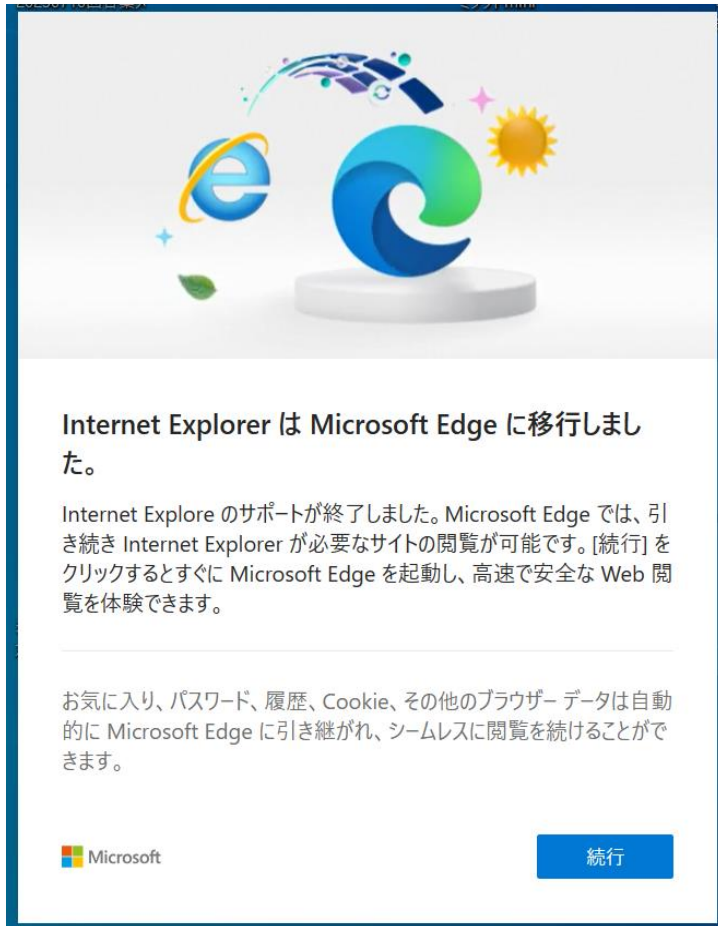 Internet Explorer は Microsoft Edge に移行しまし
た。
Internet Explore のサポートが終了しました。Microsoft Edge では、引
き続き Internet Explorer が必要なサイトの閲覧が可能です。[続行] を
クリックするとすぐに Microsoft Edge を起動し、高速で安全な Web 閲
覧を体験できます。
お気に入り、パスワード、履歴、Cookie、その他のブラウザー データは自動
的に Microsoft Edge に引き継がれ、シームレスに閲覧を続けることがで
きます。
Microsoft
続行